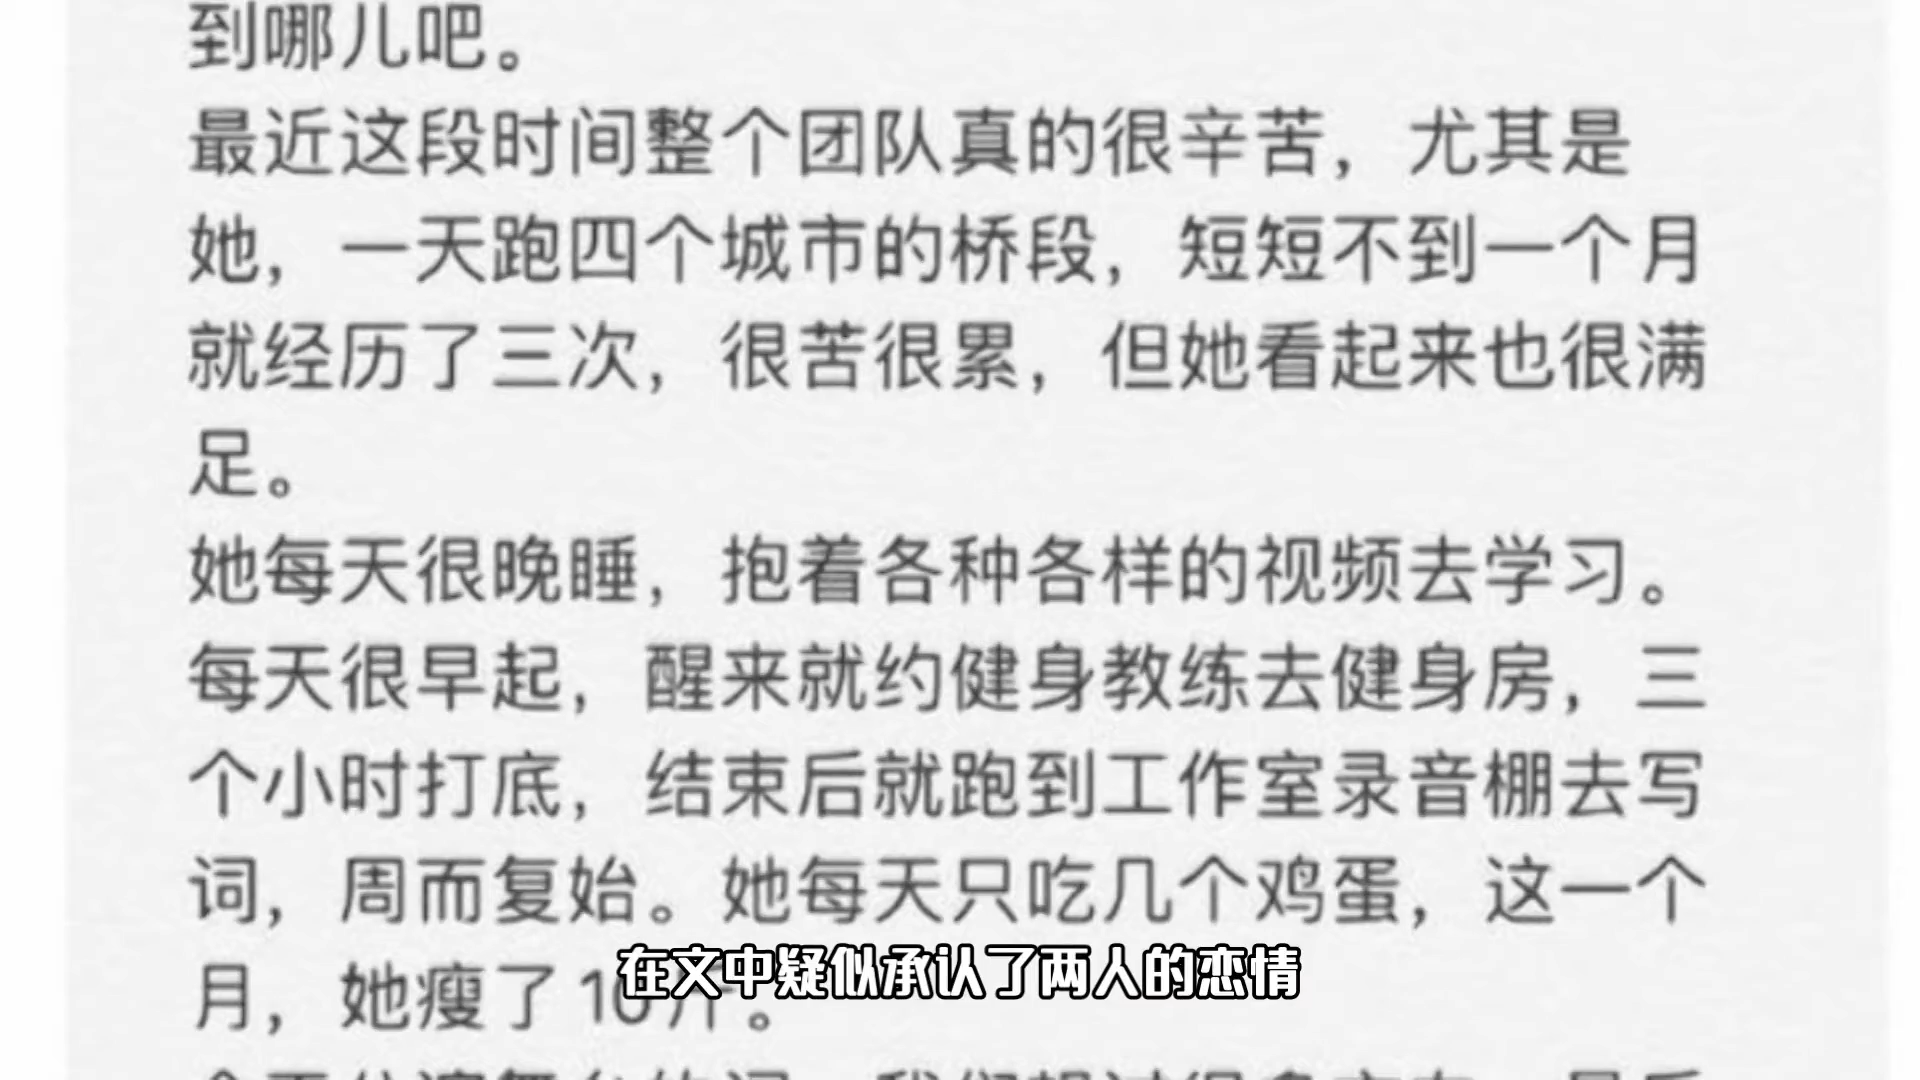 到哪儿吧。
最近这段时间整个团队真的很辛苦，尤其是
她，一天跑四个城市的桥段，短短不到一个月
就经历了三次，很苦很累，但她看起来也很满
足。
她每天很晚睡，抱着各种各样的视频去学习。
每天很早起，醒来就约健身教练去健身房，三
个小时打底，结束后就跑到工作室录音棚去写
词，周而复始。她每天只吃几个鸡蛋，这一个
月，她瘦了10斤。
在文中疑似承认了两人的恋情